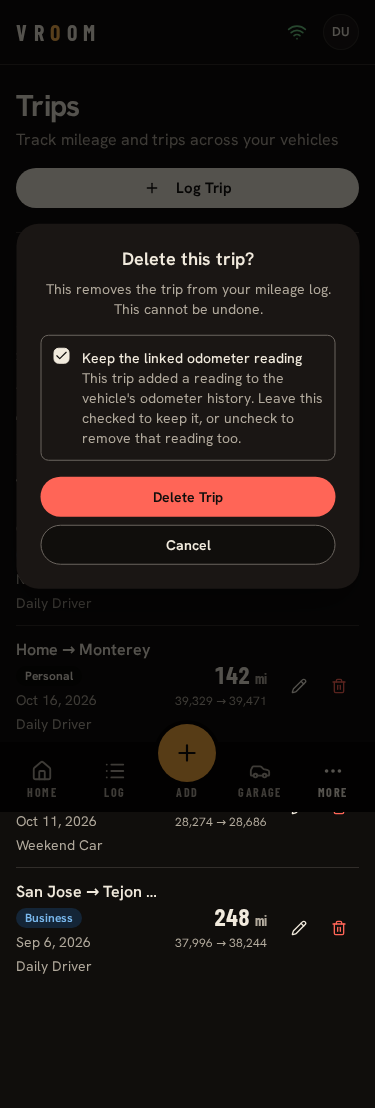 VROOM
DU
Trips
Track mileage and trips across your vehicles
Log Trip
Delete this trip?
This removes the trip from your mileage log.
This cannot be undone.
Keep the linked odometer reading
This trip added a reading to the
vehicle's odometer history. Leave this
checked to keep it, or uncheck to
remove that reading too.
Delete Trip
Cancel
Daily Driver
Home → Monterey
Personal
142 mi
Oct 16, 2026
39,329 → 39,471
Daily Driver
HOME
LOG
ADD
GARAGE
MORE
Oct 11, 2026
28,274 → 28,686
Weekend Car
San Jose → Tejon ...
Business
248 mi
Sep 6, 2026
37,996 → 38,244
Daily Driver